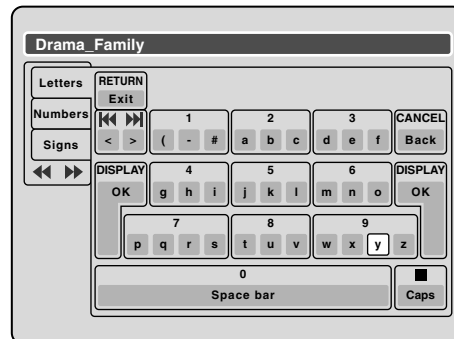 Drama_Family
Letters
RETURN
Exit
Numbers
1 2 3 CANCEL
< > ( - # a b c d e f Back
Signs
DISPLAY 4 5 6 DISPLAY
OK g h i j k l m n o OK
7 8 9
p q r s t u v w x y z
0
Space bar Caps